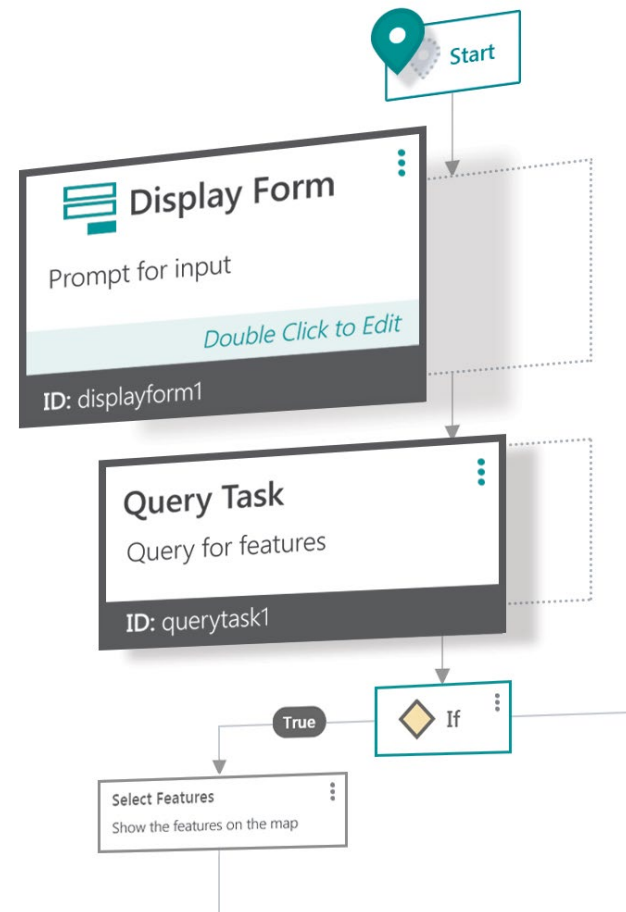 Start
Display Form
Prompt for input
Double Click to Edit
ID: displayform1
Query Task
Query for features
ID: querytask1
If
True
Select Features
Show the features on the map